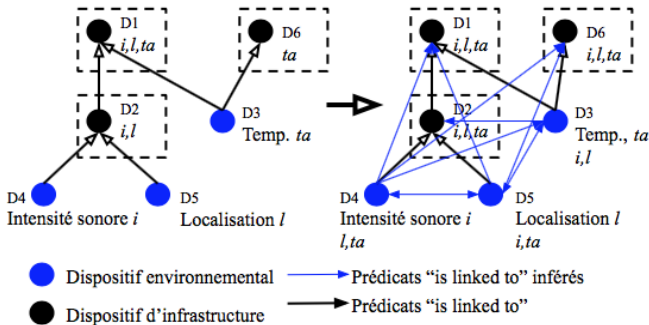 D1
i,l,ta
D6
ta
D2
i,l
D3
Temp. ta
D4
Intensité sonore i
D5
Localisation l
D1
i,l,ta
D6
i,l,ta
D2
i,l,ta
D3
Temp., ta
i,l
D4
Intensité sonore i
l,ta
D5
Localisation l
i,ta
Dispositif environnemental
Prédicats “is linked to” inférés
Dispositif d’infrastructure
Prédicats “is linked to”